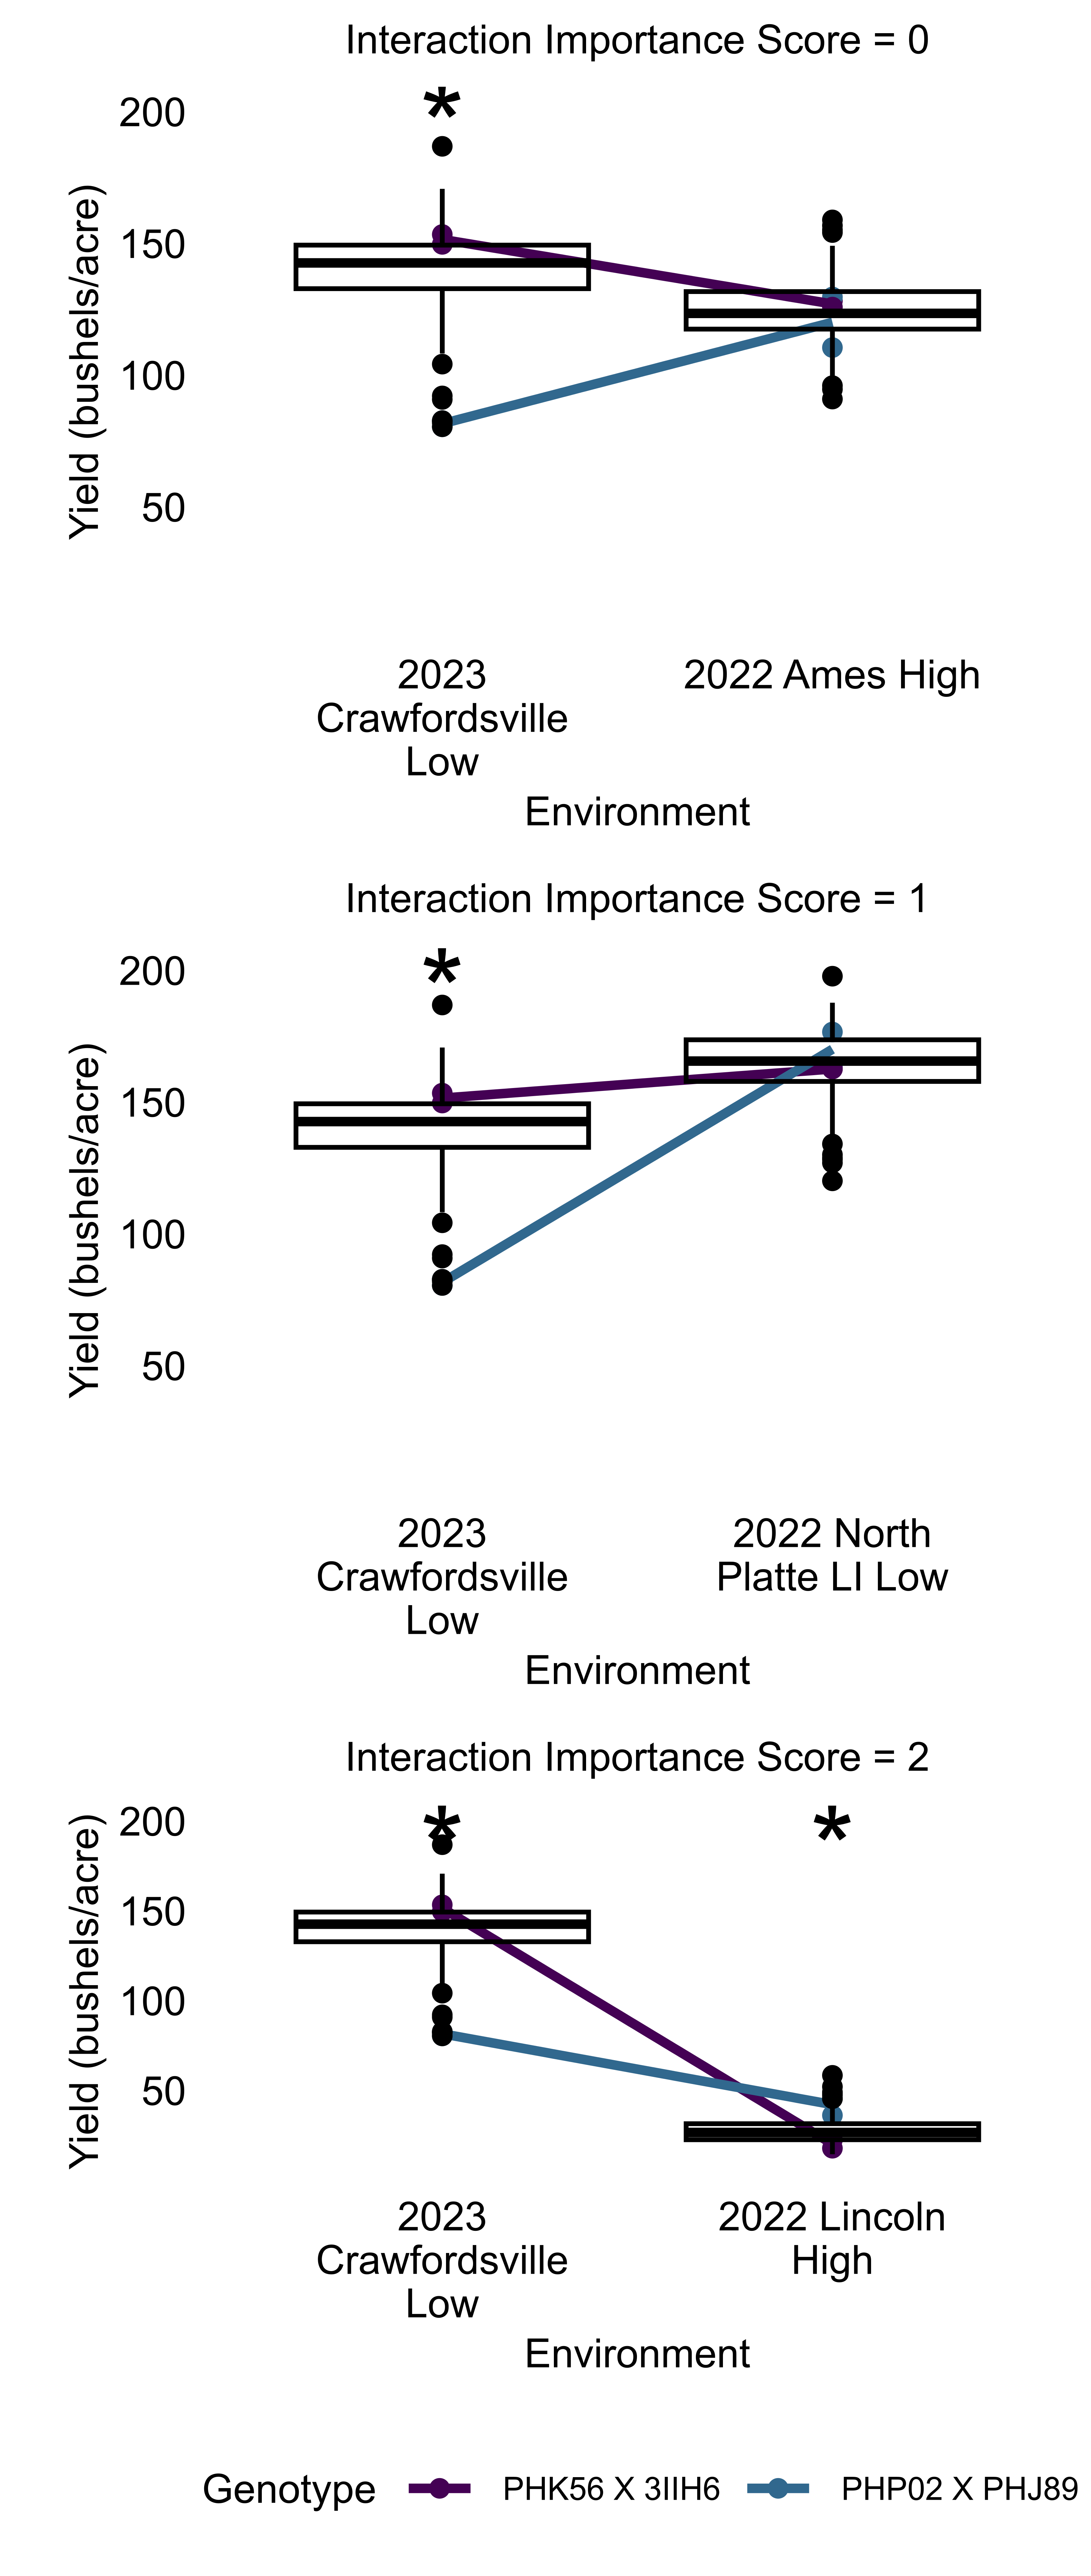 Interaction Importance Score = 0
*
200
150
100
50
Yield (bushels/acre)
2023
Crawfordsville
Low
2022 Ames High
Environment
Interaction Importance Score = 1
*
200
150
100
50
Yield (bushels/acre)
2023
Crawfordsville
Low
2022 North
Platte LI Low
Environment
Interaction Importance Score = 2
* *
200
150
100
50
Yield (bushels/acre)
2023
Crawfordsville
Low
2022 Lincoln
High
Environment
Genotype PHK56 X 3IIH6 PHP02 X PHJ89